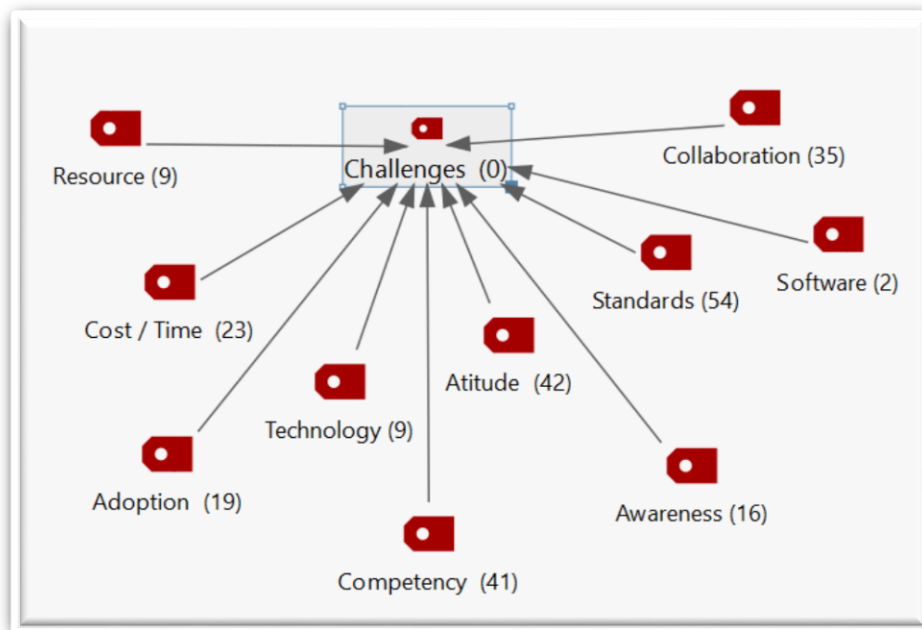 Challenges (0)
Collaboration (35)
Resource (9)
Software (2)
Standards (54)
Cost / Time (23)
Atitude (42)
Technology (9)
Adoption (19)
Awareness (16)
Competency (41)